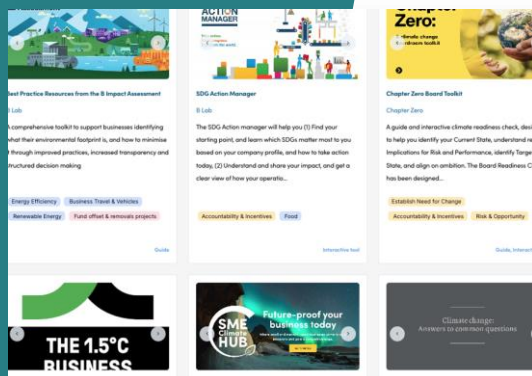 ACTION
MANAGER
Zero:
climate change
boardroom toolkit
Best Practice Resources from the B Impact Assessment
B Lab
A comprehensive toolkit to support businesses identifying
what their environmental footprint is, and how to minimise
it through improved practices, increased transparency and
structured decision making
Energy Efficiency
Business Travel & Vehicles
Renewable Energy
Fund offset & removals projects
Guide
SDG Action Manager
B Lab
The SDG Action manager will help you (1) Find your
starting point, and learn which SDGs matter most to you
based on your company profile, and how to take action
today, (2) Understand and share your impact, and get a
clear view of how your operatio...
Accountability & Incentives
Food
Interactive tool
Chapter Zero Board Toolkit
Chapter Zero
A guide and interactive climate readiness check, desi
to help you identify your Current State, understand re
Implications for Risk and Performance, identify Targe
State, and align on ambition. The Board Readiness C
has been designed...
Establish Need for Change
Accountability & Incentives
Risk & Opportunity
Guide, Interac
THE 1.5°C
BUSINESS
SME
Climate
HUB
Future-proof your
business today
Climate change:
Answers to common questions